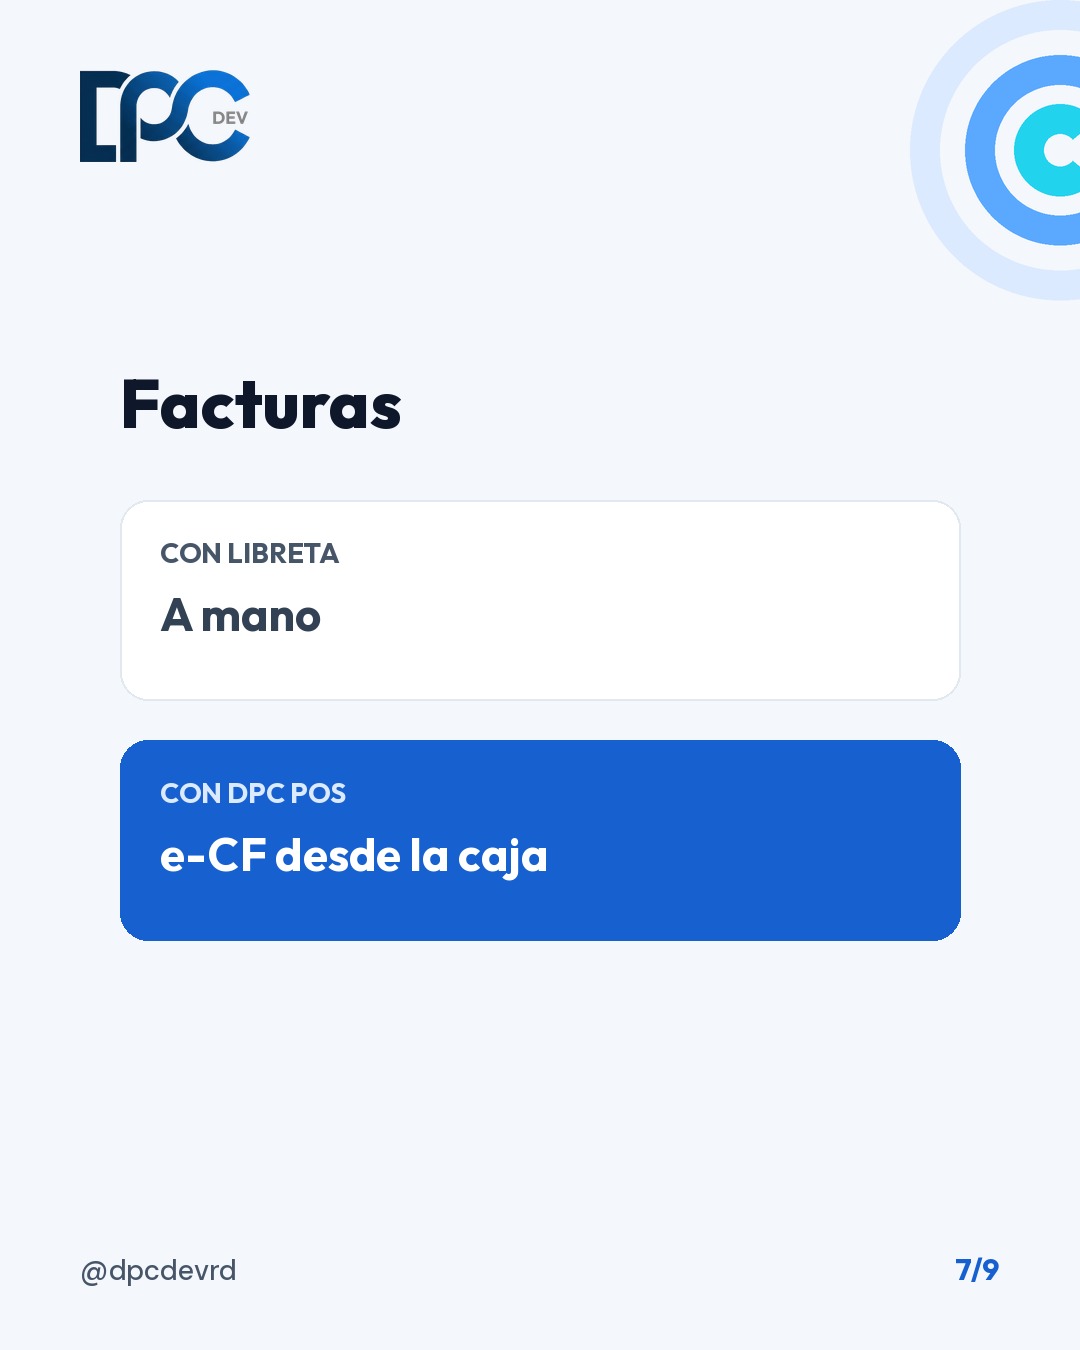 DPC
DEV
Facturas
CON LIBRETA
A mano
CON DPC POS
e-CF desde la caja
@dpcdevrd
7/9